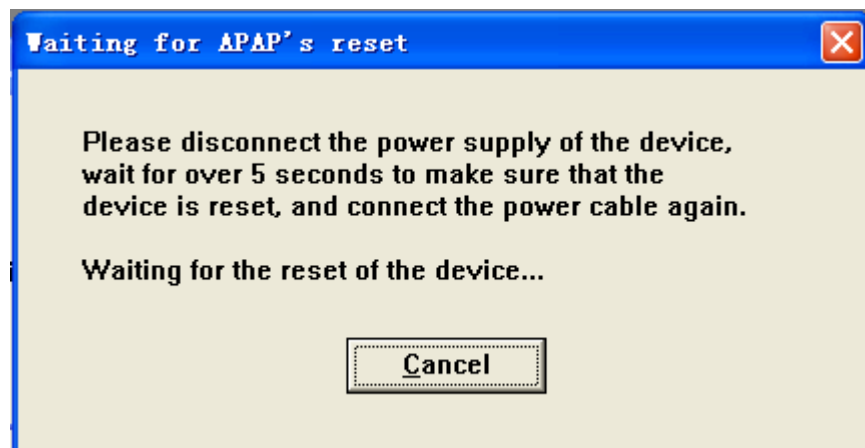 Waiting for APAP's reset
Please disconnect the power supply of the device,
wait for over 5 seconds to make sure that the
device is reset, and connect the power cable again.
Waiting for the reset of the device...
Cancel